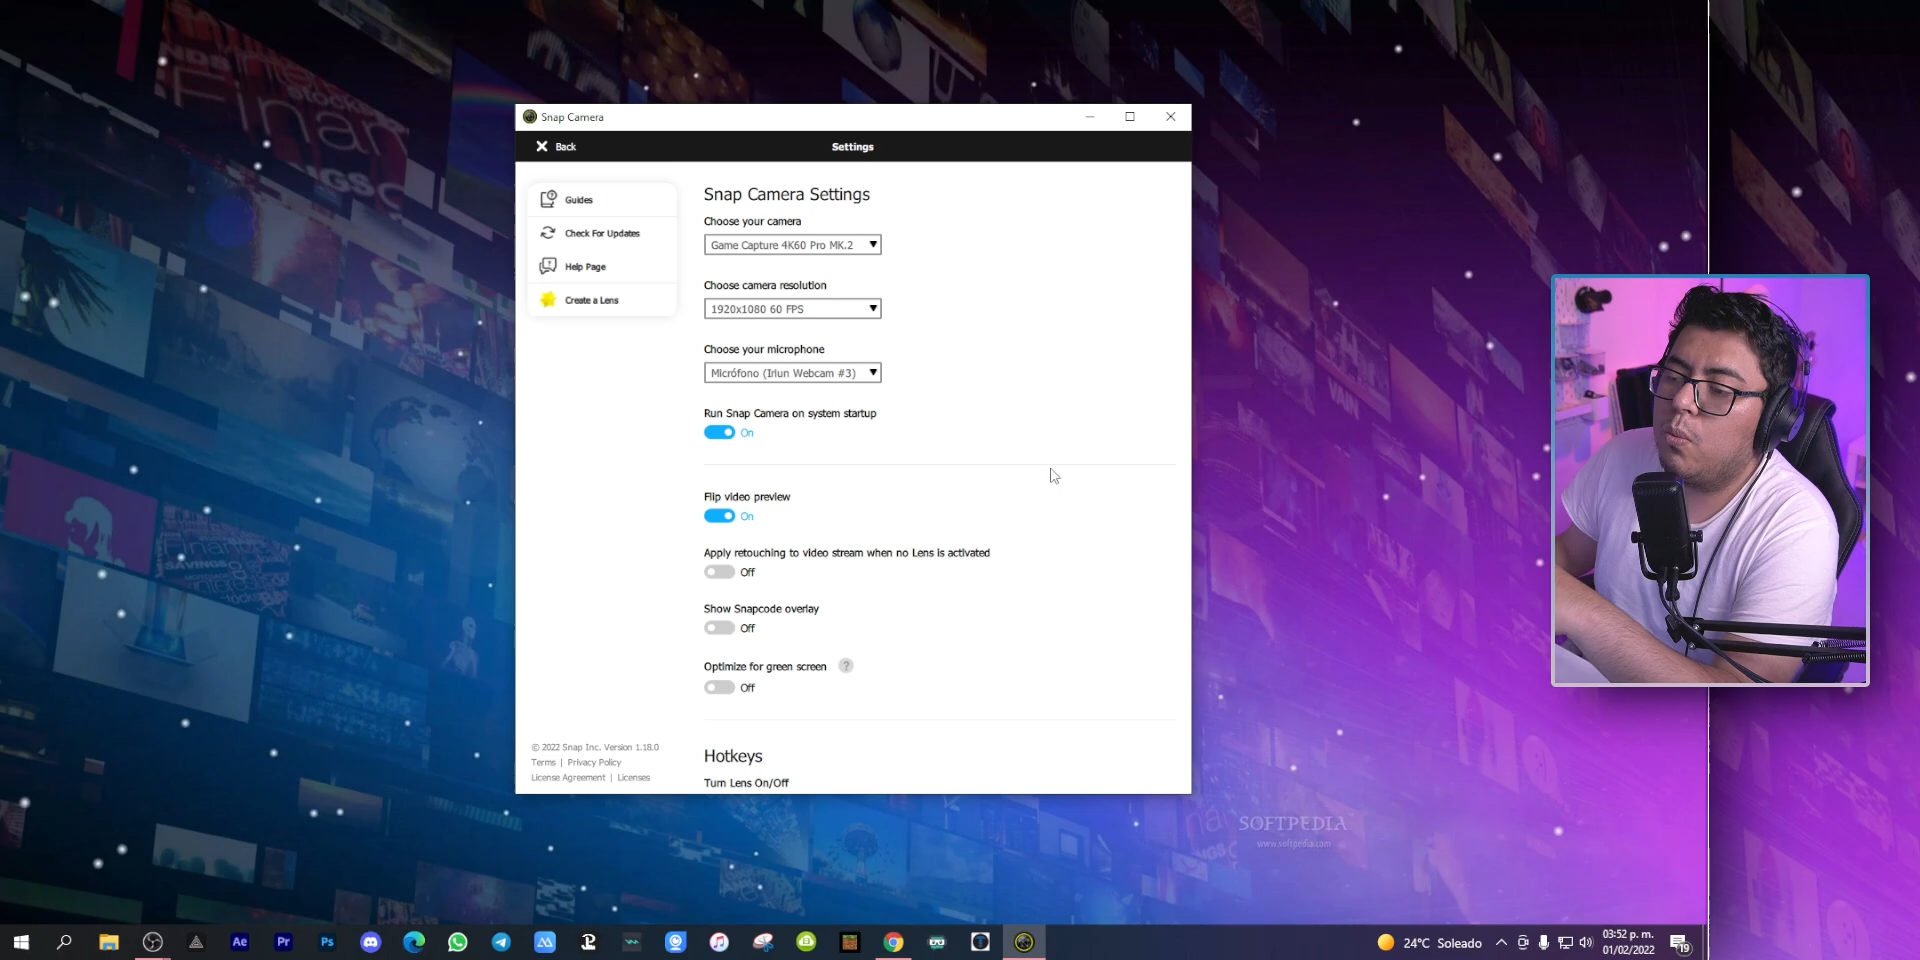 Snap Camera
Back
Settings
Guides
Check For Updates
Help Page
Create a Lens
Snap Camera Settings
Choose your camera
Game Capture 4K60 Pro MK.2
Choose camera resolution
1920x1080 60 FPS
Choose your microphone
Micrófono (Iriun Webcam #3)
Run Snap Camera on system startup
On
Flip video preview
On
Apply retouching to video stream when no Lens is activated
Off
Show Snapcode overlay
Off
Optimize for green screen ?
Off
Hotkeys
Turn Lens On/Off
© 2022 Snap Inc. Version 1.18.0
Terms | Privacy Policy
License Agreement | Licenses
SOFTPEDIA
www.softpedia.com
Ae
Pr
Ps
24°C Soleado
03:52 p. m.
01/02/2022
19